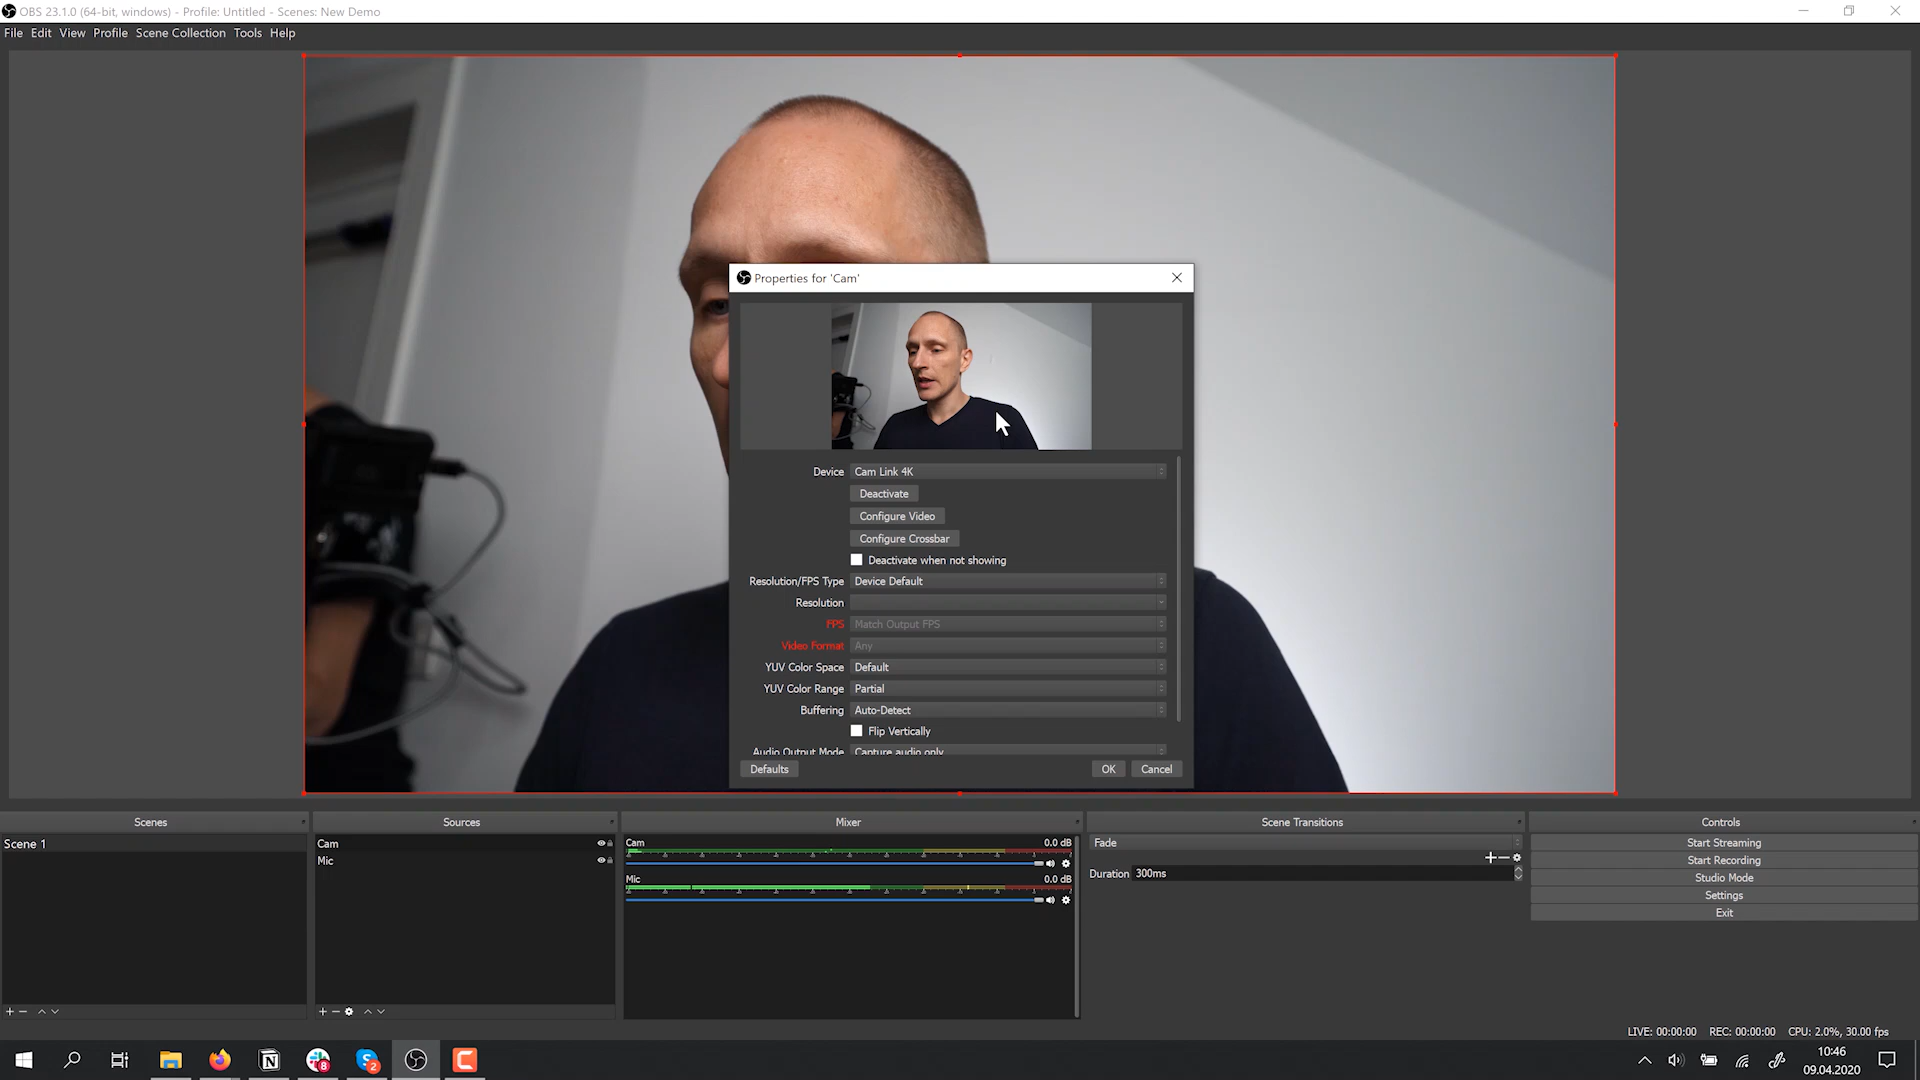 OBS 23.1.0 (64-bit, windows) - Profile: Untitled - Scenes: New Demo
File Edit View Profile Scene Collection Tools Help
Properties for 'Cam'
Device Cam Link 4K
Deactivate
Configure Video
Configure Crossbar
Deactivate when not showing
Resolution/FPS Type Device Default
Resolution
FPS Match Output FPS
Video Format Any
YUV Color Space Default
YUV Color Range Partial
Buffering Auto-Detect
Flip Vertically
Audio Output Mode Capture audio only
Defaults OK Cancel
Scenes Sources Mixer Scene Transitions Controls
Scene 1
Cam
Mic
Cam 0.0 dB
Mic 0.0 dB
Fade
Duration 300ms
Start Streaming
Start Recording
Studio Mode
Settings
Exit
LIVE: 00:00:00 REC: 00:00:00 CPU: 2.0%, 30.00 fps
8
2
10:46
09.04.2020